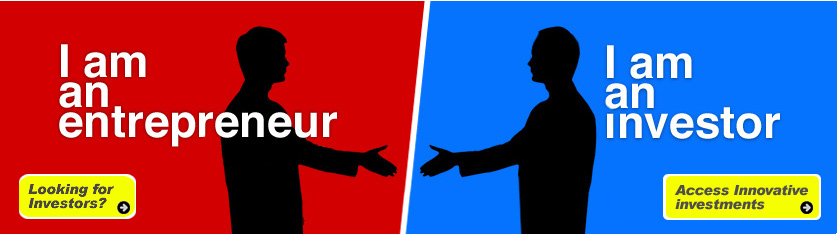 I am
an
entrepreneur
Looking for
Investors?
I am
an
investor
Access Innovative
investments